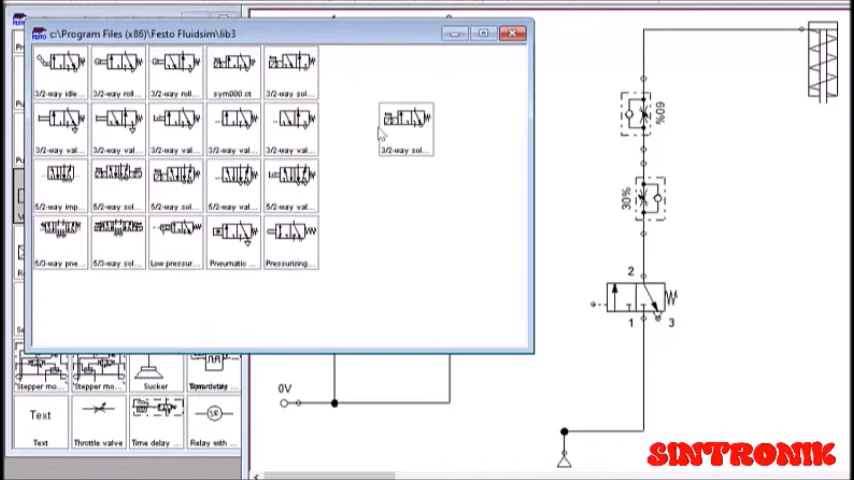 c:\Program Files (x86)\Festo Fluidsim\lib3
3/2-way idle...
3/2-way roll...
3/2-way roll...
sym000.ct
3/2-way sol...
3/2-way val...
3/2-way val...
3/2-way val...
3/2-way val...
3/2-way val...
3/2-way sol...
5/2-way imp...
5/2-way sol...
5/2-way sol...
5/2-way val...
5/2-way val...
5/3-way pne...
5/3-way sol...
Low pressur...
Pneumatic ...
Pressurizing...
Stepper mo...
Stepper mo...
Sucker
Text
Text
Throttle valve
Time delay ...
Relay with ...
0V
60%
30%
2
1
3
SINTRONIK